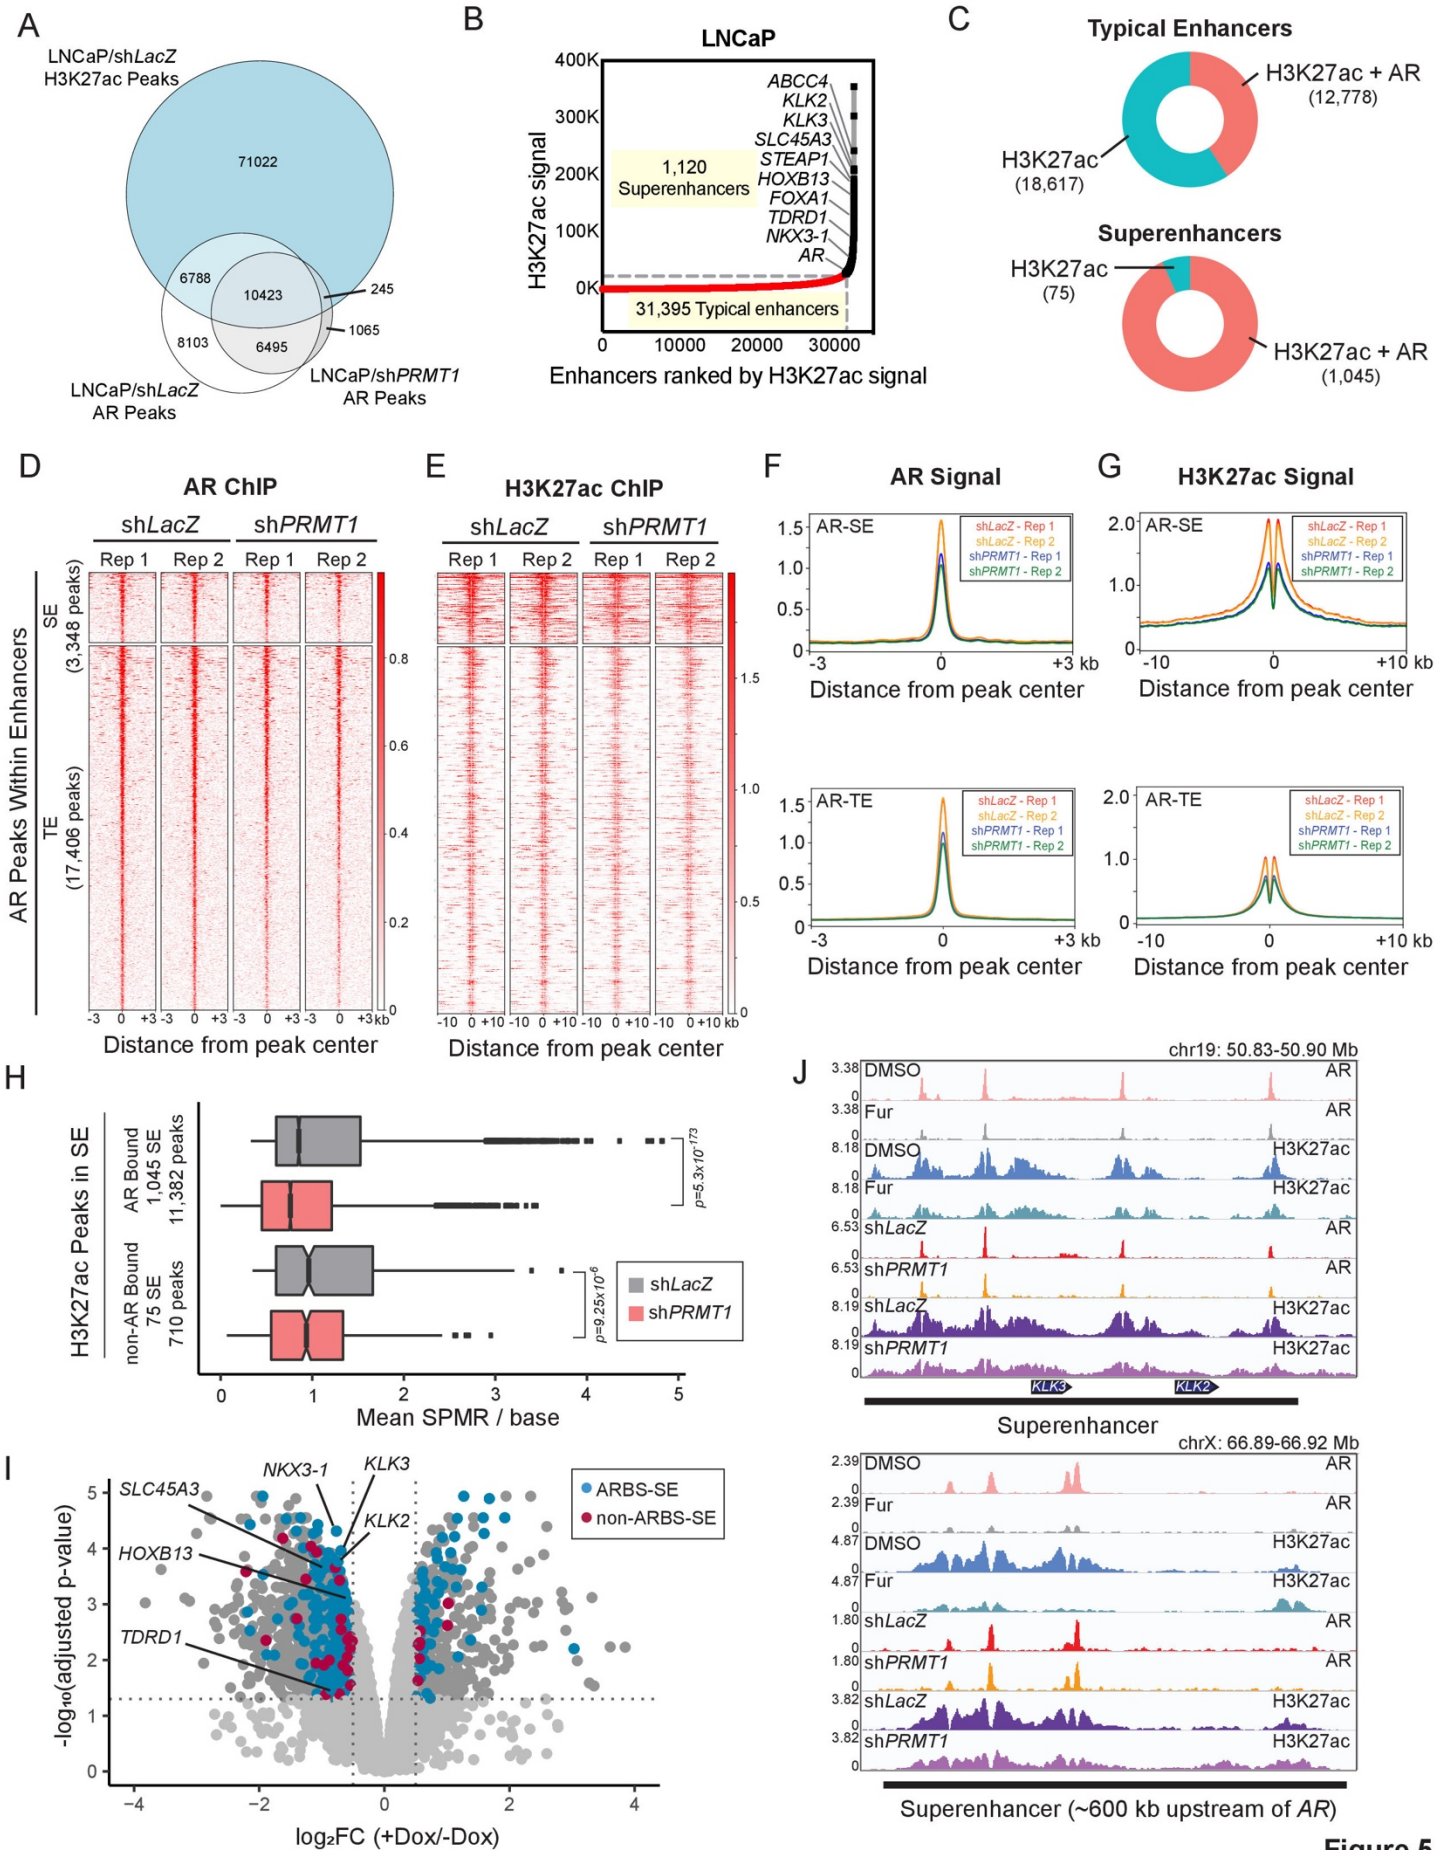 A
LNCaP/shLacZ
H3K27ac Peaks
71022
6788
10423
245
1065
8103
6495
LNCaP/shLacZ
AR Peaks
LNCaP/shPRMT1
AR Peaks
B
LNCaP
400K
300K
200K
100K
0K
H3K27ac signal
ABCC4
KLK2
KLK3
SLC45A3
STEAP1
HOXB13
FOXA1
TDRD1
NKX3-1
AR
1,120
Superenhancers
31,395 Typical enhancers
0 10000 20000 30000
Enhancers ranked by H3K27ac signal
C
Typical Enhancers
H3K27ac + AR
(12,778)
H3K27ac
(18,617)
Superenhancers
H3K27ac
(75)
H3K27ac + AR
(1,045)
D
AR ChIP
shLacZ shPRMT1
Rep 1 Rep 2 Rep 1 Rep 2
AR Peaks Within Enhancers
SE
(3,348 peaks)
TE
(17,406 peaks)
0.8
0.6
0.4
0.2
0
-3 0 +3 -3 0 +3 -3 0 +3 -3 0 +3kb
Distance from peak center
E
H3K27ac ChIP
shLacZ shPRMT1
Rep 1 Rep 2 Rep 1 Rep 2
1.5
1.0
0.5
0
-10 0 +10 -10 0 +10 -10 0 +10 -10 0 +10 kb
Distance from peak center
F
AR Signal
AR-SE
shLacZ - Rep 1
shLacZ - Rep 2
shPRMT1 - Rep 1
shPRMT1 - Rep 2
1.5
1.0
0.5
0
-3 0 +3 kb
Distance from peak center
AR-TE
shLacZ - Rep 1
shLacZ - Rep 2
shPRMT1 - Rep 1
shPRMT1 - Rep 2
1.5
1.0
0.5
0
-3 0 +3 kb
Distance from peak center
G
H3K27ac Signal
AR-SE
shLacZ - Rep 1
shLacZ - Rep 2
shPRMT1 - Rep 1
shPRMT1 - Rep 2
2.0
1.0
0
-10 0 +10 kb
Distance from peak center
AR-TE
shLacZ - Rep 1
shLacZ - Rep 2
shPRMT1 - Rep 1
shPRMT1 - Rep 2
2.0
1.0
0
-10 0 +10 kb
Distance from peak center
H
H3K27ac Peaks in SE
AR Bound
1,045 SE
11,382 peaks
non-AR Bound
75 SE
710 peaks
p=5.3x10-173
p=9.25x10-6
shLacZ
shPRMT1
0 1 2 3 4 5
Mean SPMR / base
I
-log₁₀(adjusted p-value)
5
4
3
2
1
0
SLC45A3
NKX3-1
KLK3
KLK2
HOXB13
TDRD1
ARBS-SE
non-ARBS-SE
−4 −2 0 2 4
log₂FC (+Dox/-Dox)
J
chr19: 50.83-50.90 Mb
3.38 DMSO AR
0
3.38 Fur AR
0
8.18 DMSO H3K27ac
0
8.18 Fur H3K27ac
0
6.53 shLacZ AR
0
6.53 shPRMT1 AR
0
8.19 shLacZ H3K27ac
0
8.19 shPRMT1 H3K27ac
0
KLK3 KLK2
Superenhancer
chrX: 66.89-66.92 Mb
2.39 DMSO AR
0
2.39 Fur AR
0
4.87 DMSO H3K27ac
0
4.87 Fur H3K27ac
0
1.80 shLacZ AR
0
1.80 shPRMT1 AR
0
3.82 shLacZ H3K27ac
0
3.82 shPRMT1 H3K27ac
0
Superenhancer (~600 kb upstream of AR)
Figure 5